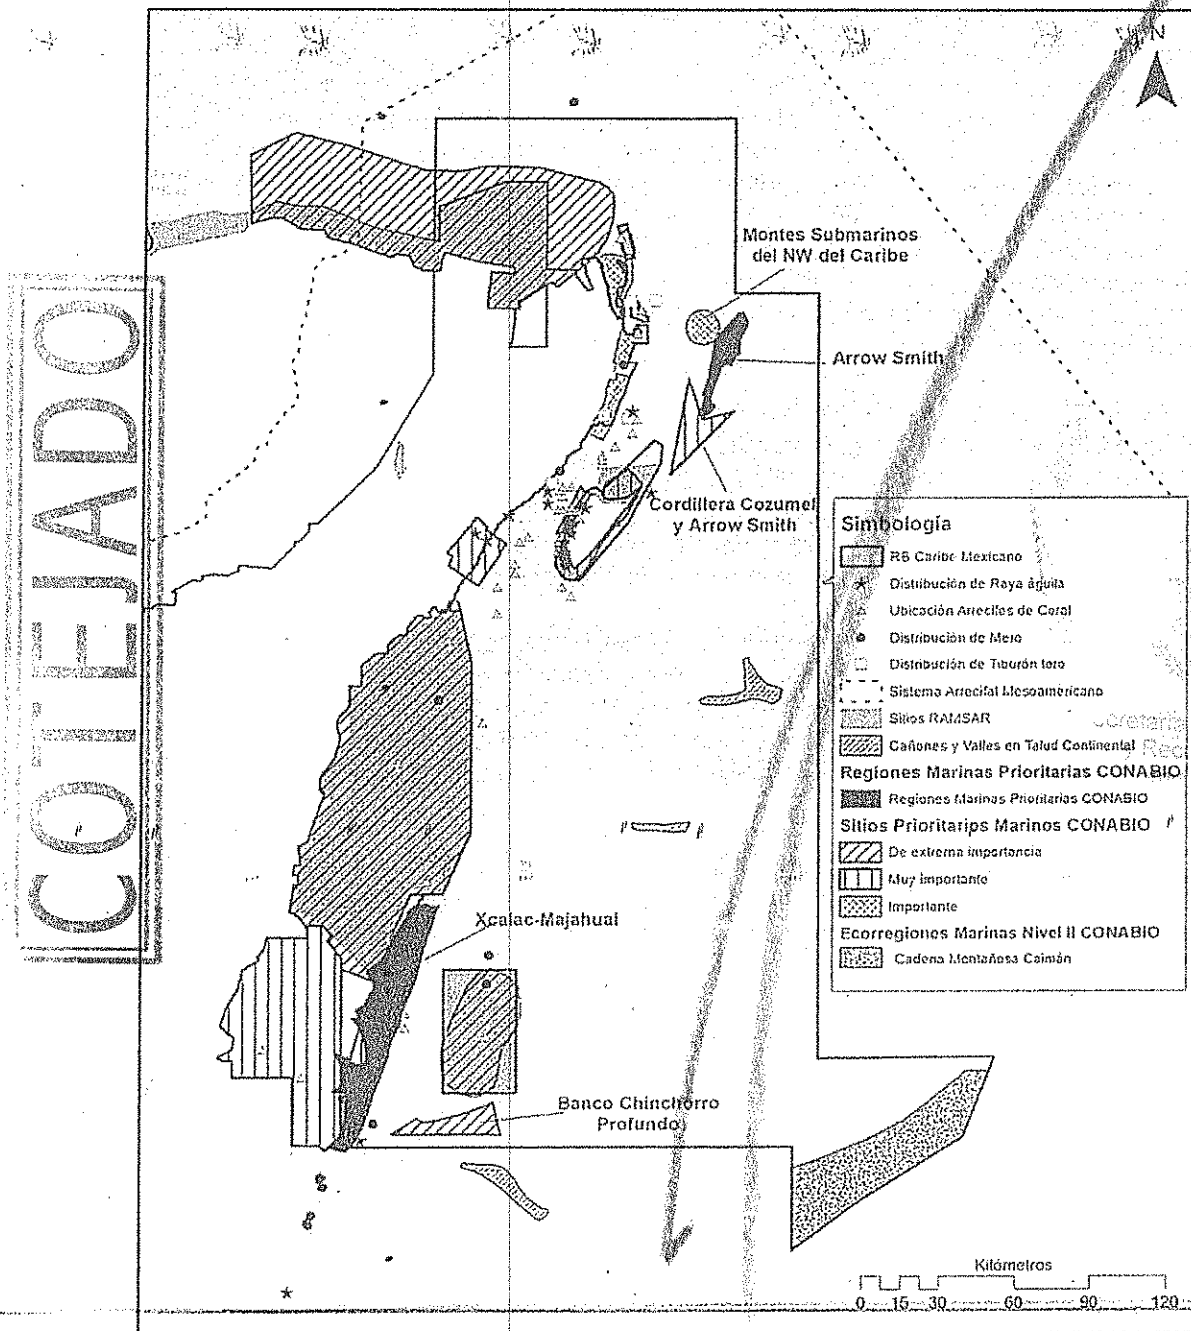 N
Montes Submarinos
del NW del Caribe
Arrow Smith
Cordillera Cozumel
y Arrow Smith
COTEJADO
Simbología
RB Caribe Mexicano
Distribución de Raya águila
Ubicación Arrecifes de Coral
Distribución de Mero
Distribución de Tiburón toro
Sistema Arrecifal Mesoamericano
Sitios RAMSAR
Cañones y Valles en Talud Continental
Regiones Marinas Prioritarias CONABIO
Regiones Marinas Prioritarias CONABIO
Sitios Prioritarips Marinos CONABIO
De extrema importancia
Muy importante
Importante
Ecorregiones Marinas Nivel II CONABIO
Cadena Montañosa Caimán
Xcalac-Majahual
Banco Chinchorro
Profundo
Kilómetros
0 15 30 60 90 120